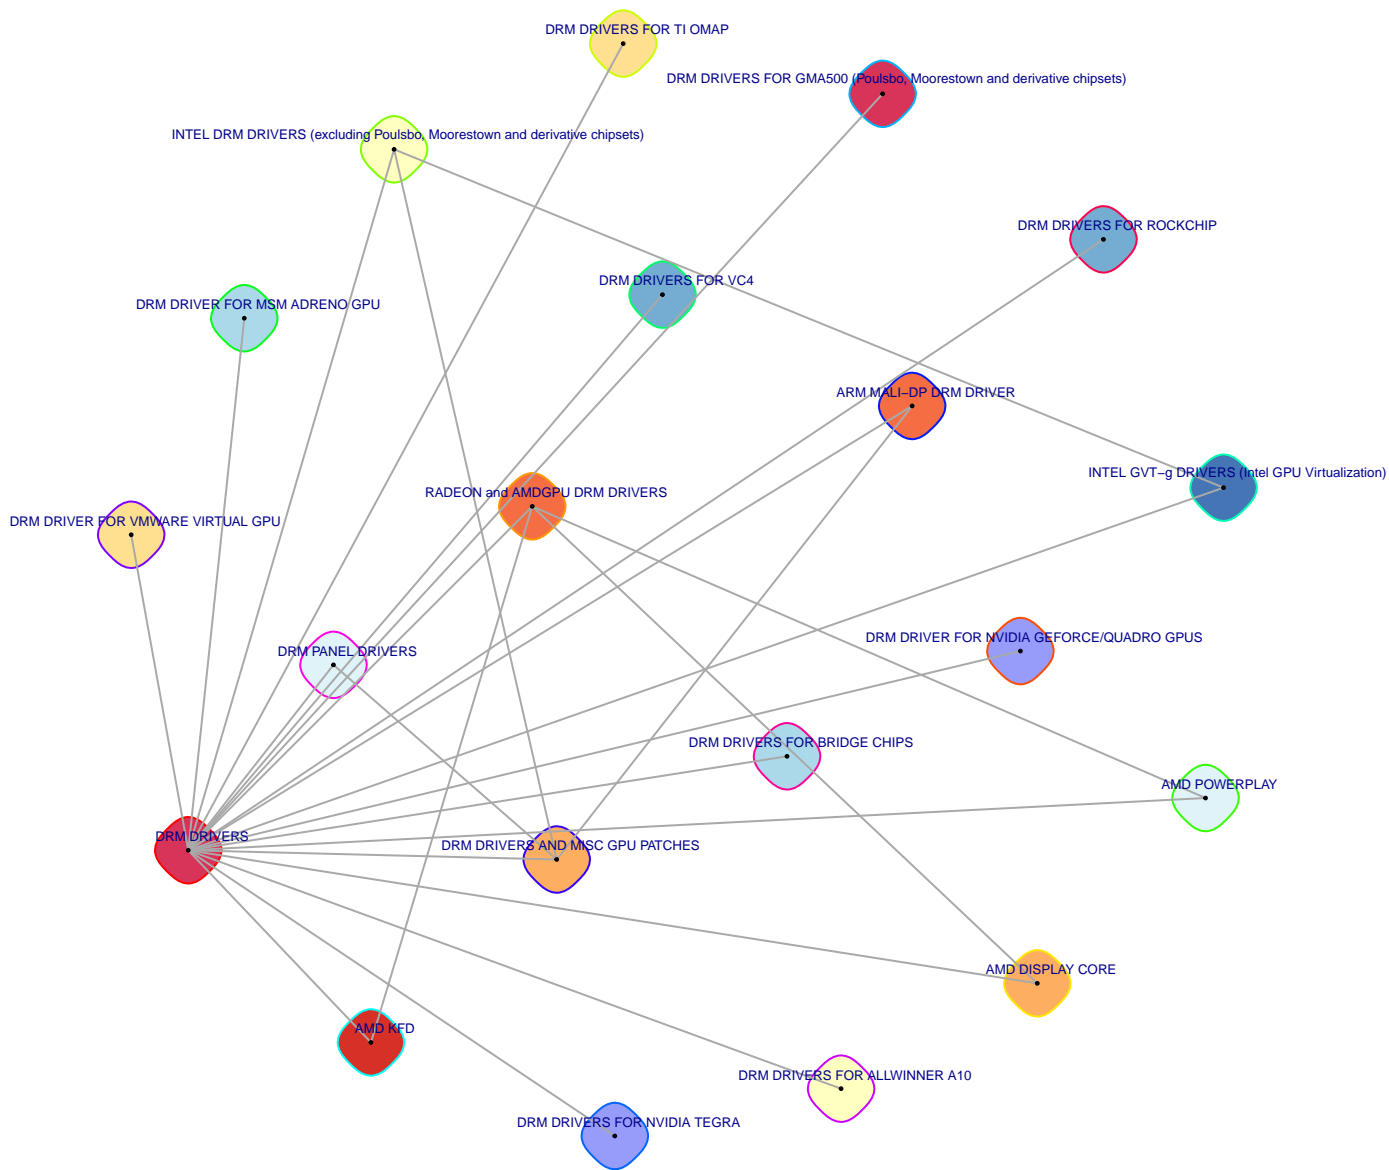 DRM DRIVERS FOR TI OMAP
DRM DRIVERS FOR GMA500 (Poulsbo, Moorestown and derivative chipsets)
INTEL DRM DRIVERS (excluding Poulsbo, Moorestown and derivative chipsets)
DRM DRIVERS FOR ROCKCHIP
DRM DRIVERS FOR VC4
DRM DRIVER FOR MSM ADRENO GPU
ARM MALI−DP DRM DRIVER
INTEL GVT−g DRIVERS (Intel GPU Virtualization)
RADEON and AMDGPU DRM DRIVERS
DRM DRIVER FOR VMWARE VIRTUAL GPU
DRM DRIVER FOR NVIDIA GEFORCE/QUADRO GPUS
DRM PANEL DRIVERS
DRM DRIVERS FOR BRIDGE CHIPS
AMD POWERPLAY
DRM DRIVERS
DRM DRIVERS AND MISC GPU PATCHES
AMD DISPLAY CORE
AMD KFD
DRM DRIVERS FOR ALLWINNER A10
DRM DRIVERS FOR NVIDIA TEGRA